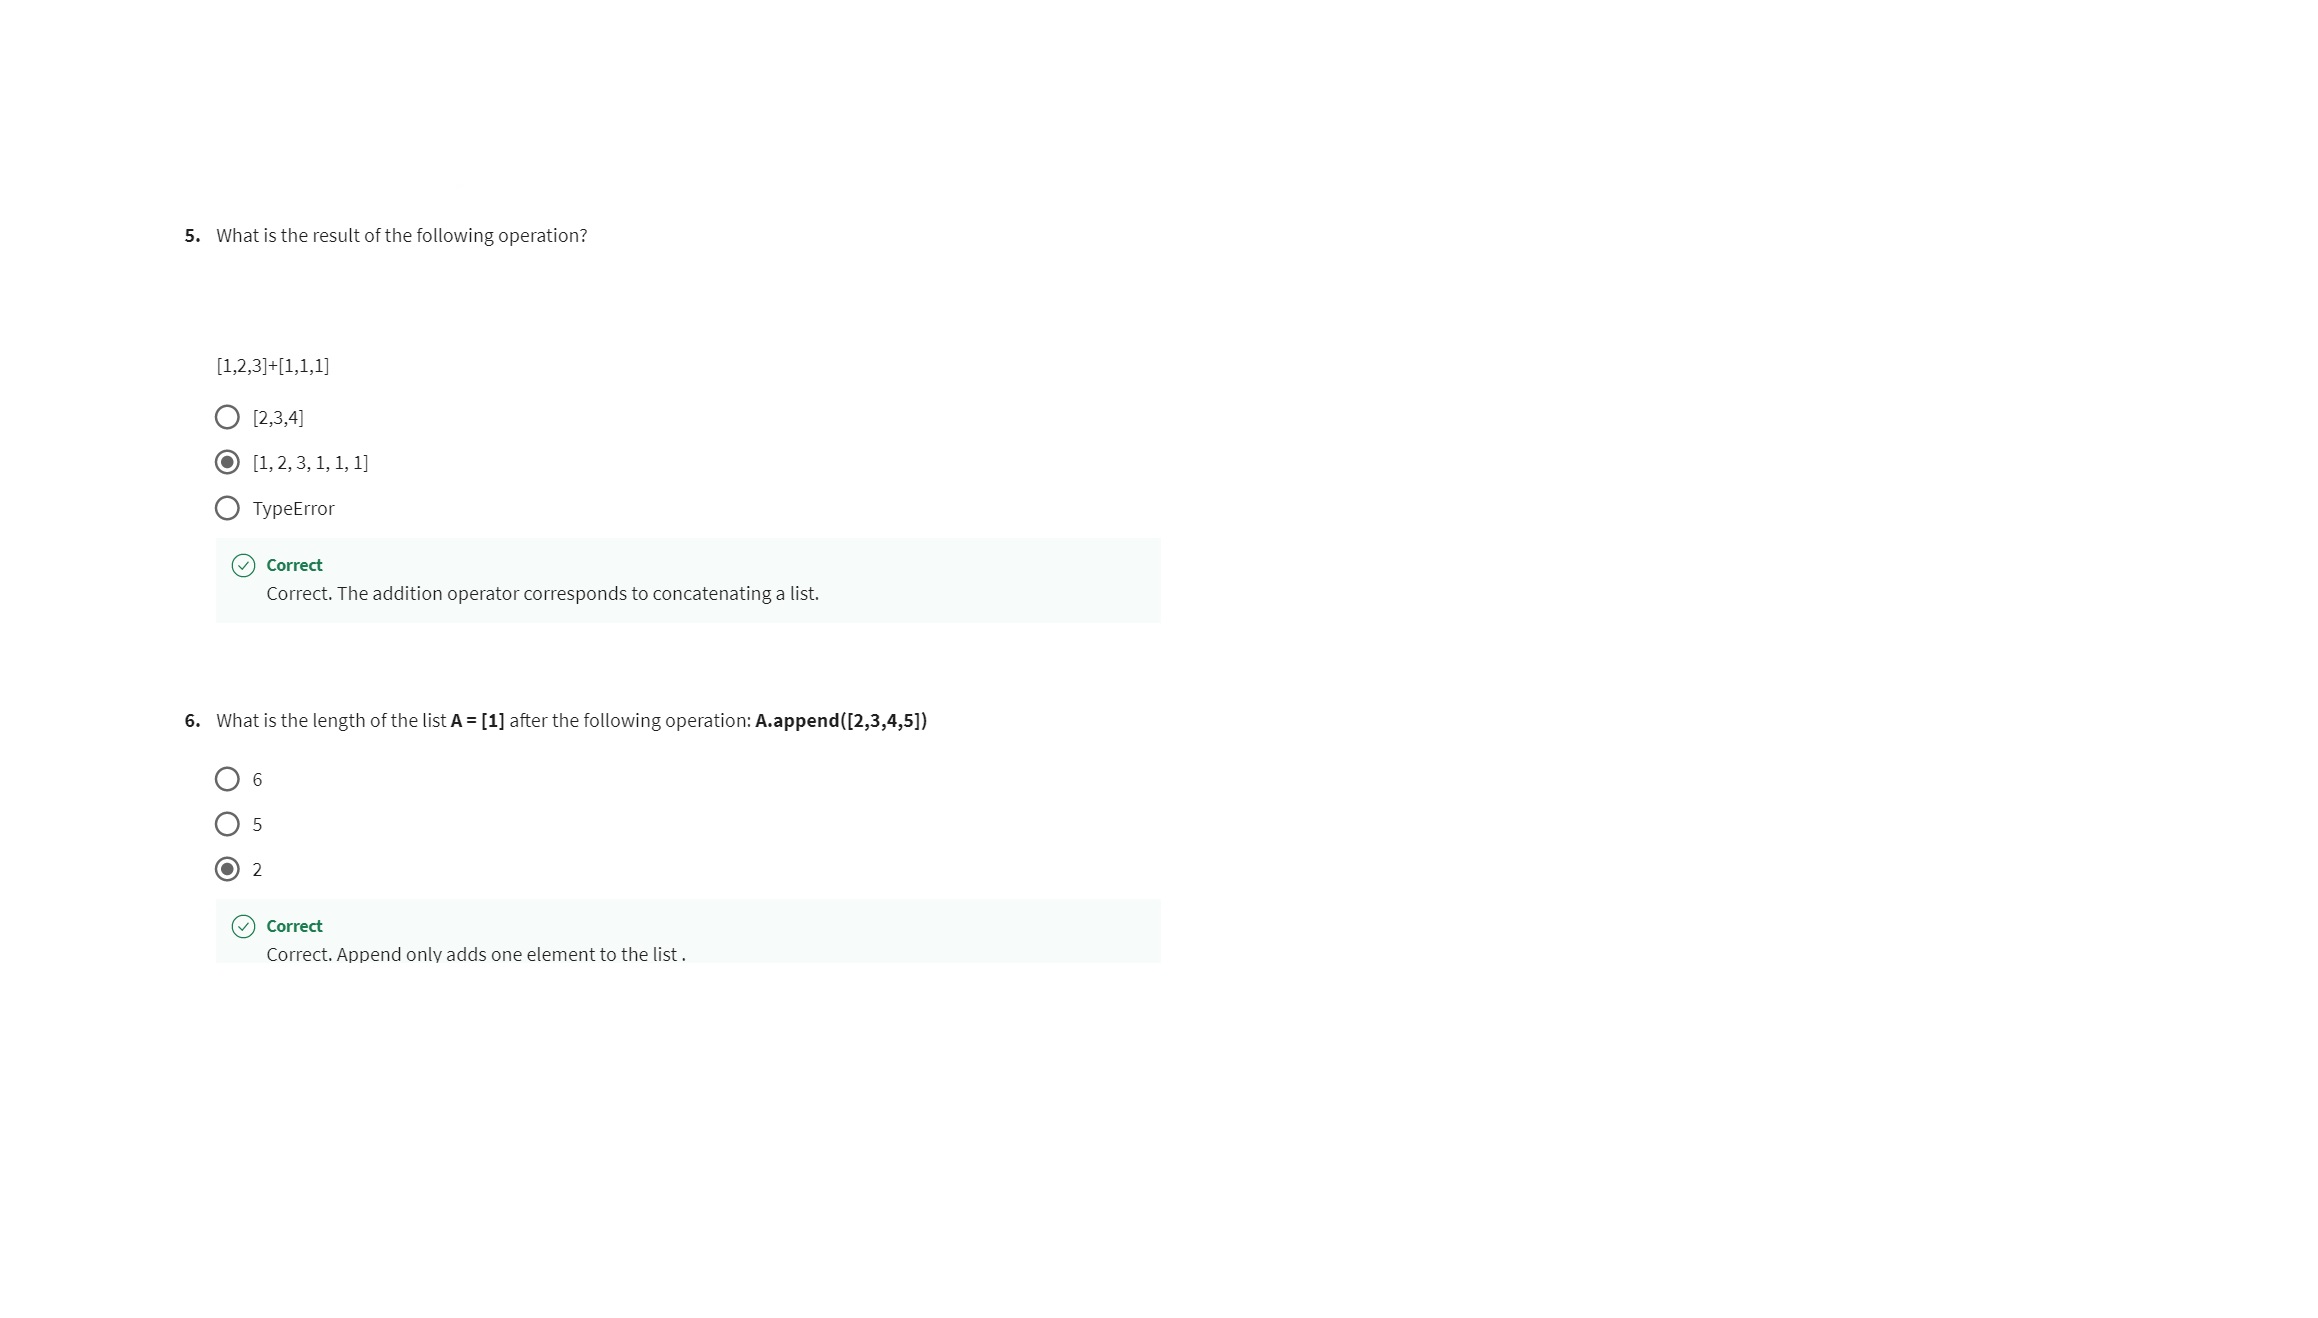 5. What is the result of the following operation?
[1,2,3]+[1,1,1]
[2,3,4]
[1, 2, 3, 1, 1, 1]
TypeError
Correct
Correct. The addition operator corresponds to concatenating a list.
6. What is the length of the list A = [1] after the following operation: A.append([2,3,4,5])
6
5
2
Correct
Correct. Append only adds one element to the list .